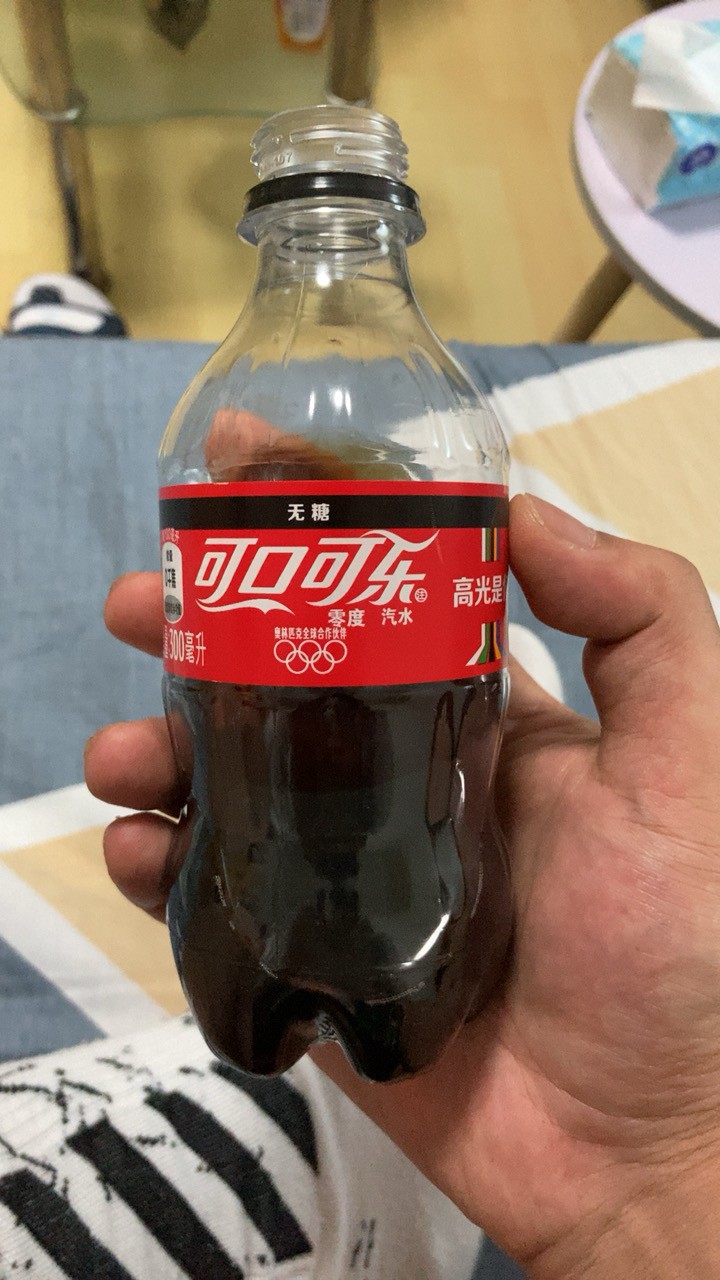 无糖
可口可乐
零度 汽水
奥林匹克全球合作伙伴
300毫升
高光是